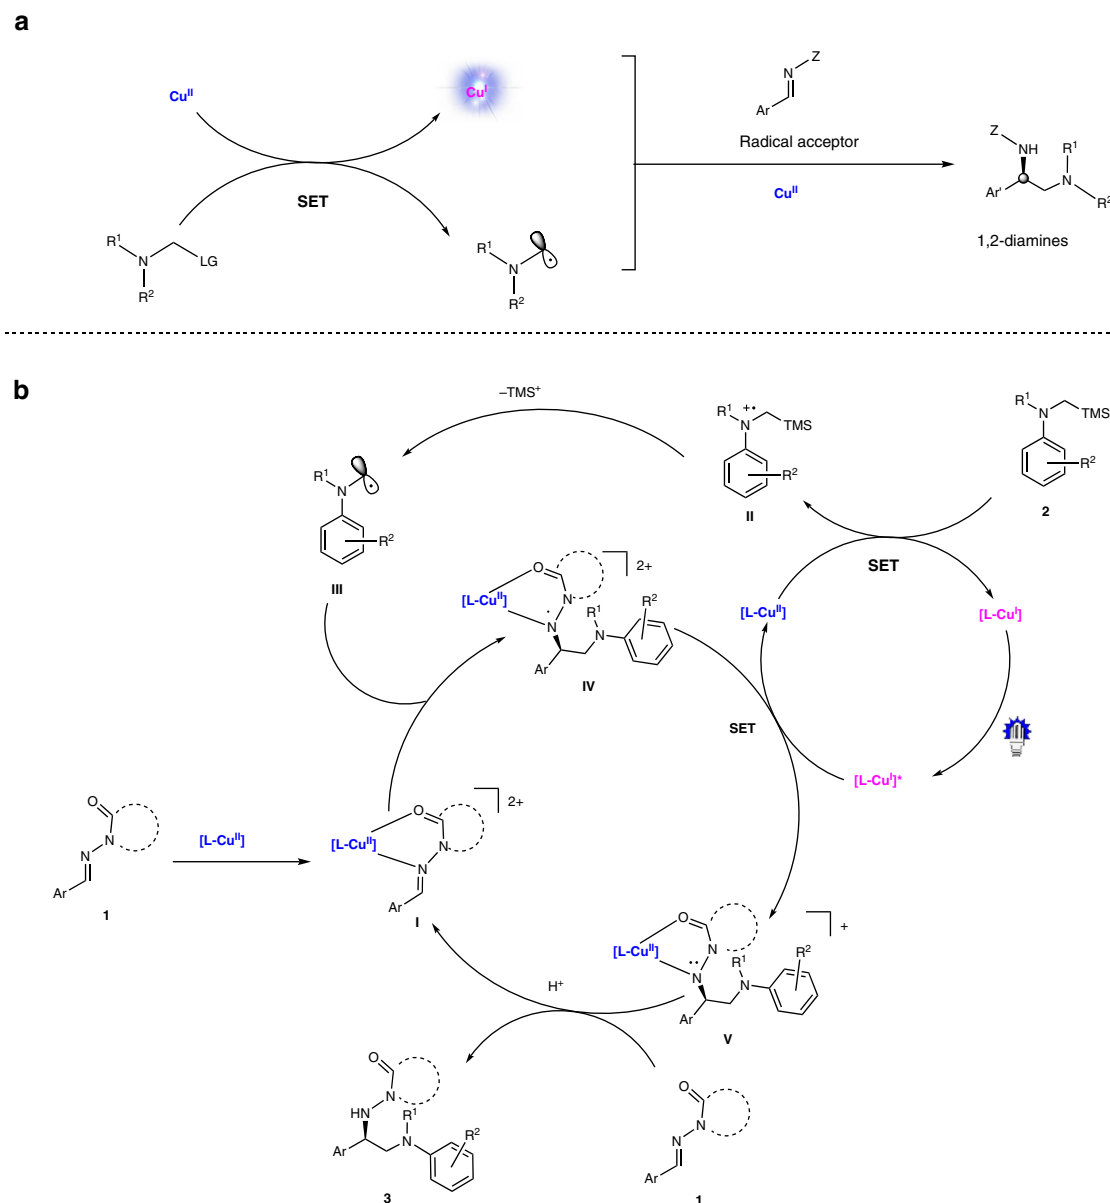 a
Cu^II
Cu^I
SET
R^1
N
R^2
LG
R^1
N
R^2
Z
N
Ar
Radical acceptor
Cu^II
Z
NH
R^1
Ar'
N
R^2
1,2-diamines
b
–TMS+
R^1
N
+•
TMS
R^2
II
R^1
N
TMS
R^2
2
R^1
N
R^2
III
SET
[L-Cu^II]
[L-Cu^I]
[L-Cu^I]*
O
2+
[L-Cu^II]
N
N
R^1
R^2
N
Ar
IV
SET
O
N
N
Ar
1
[L-Cu^II]
O
2+
[L-Cu^II]
N
N
Ar
I
O
+
[L-Cu^II]
N
N
R^1
R^2
N
Ar
V
H+
O
N
HN
R^1
R^2
N
Ar
3
O
N
N
Ar
1